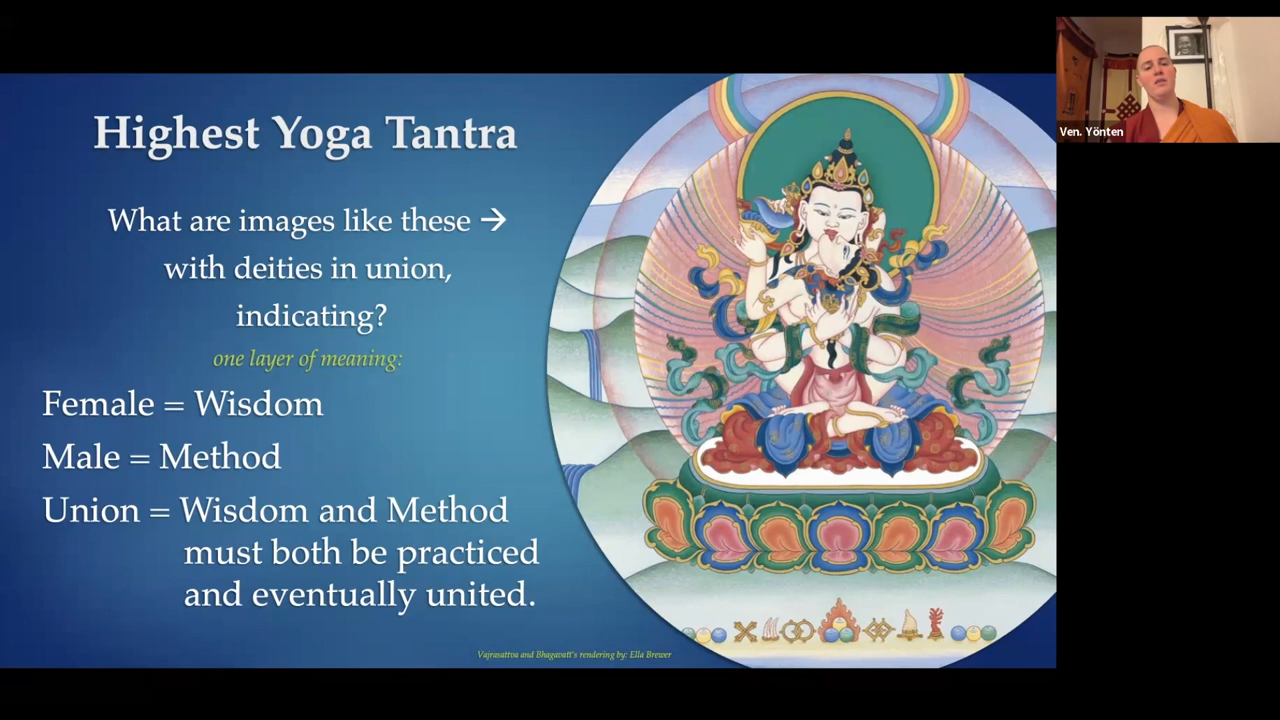 Highest Yoga Tantra
What are images like these →
with deities in union,
indicating?
one layer of meaning:
Female = Wisdom
Male = Method
Union = Wisdom and Method
must both be practiced
and eventually united.
Vajrasattva and Bhagavati's rendering by: Ella Brewer
Ven. Yönten